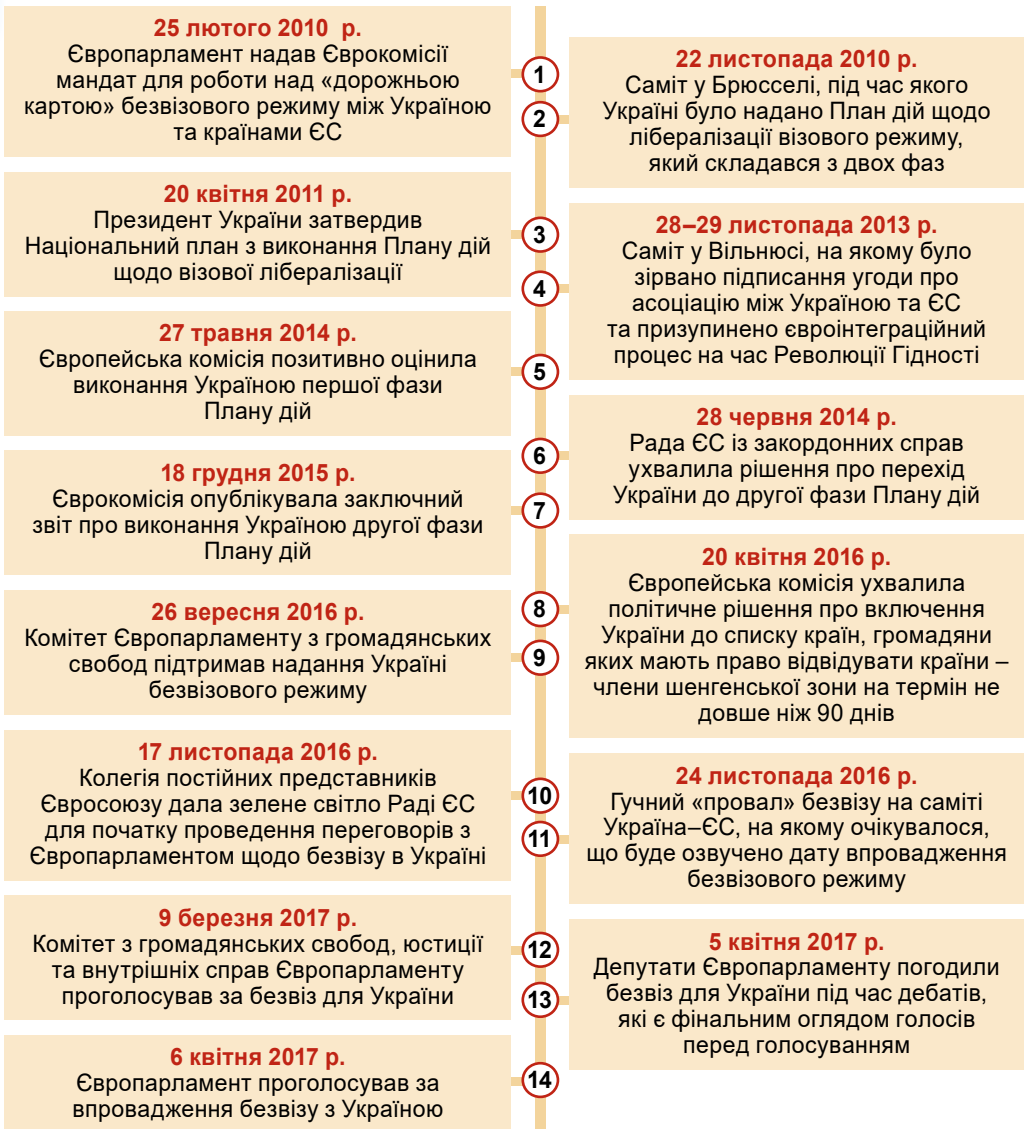 25 лютого 2010 р.
Європарламент надав Єврокомісії
мандат для роботи над «дорожньою
картою» безвізового режиму між Україною
та країнами ЄС
1
22 листопада 2010 р.
Саміт у Брюсселі, під час якого
Україні було надано План дій щодо
лібералізації візового режиму,
який складався з двох фаз
2
20 квітня 2011 р.
Президент України затвердив
Національний план з виконання Плану дій
щодо візової лібералізації
3
28–29 листопада 2013 р.
Саміт у Вільнюсі, на якому було
зірвано підписання угоди про
асоціацію між Україною та ЄС
та призупинено євроінтеграційний
процес на час Революції Гідності
4
27 травня 2014 р.
Європейська комісія позитивно оцінила
виконання Україною першої фази
Плану дій
5
28 червня 2014 р.
Рада ЄС із закордонних справ
ухвалила рішення про перехід
України до другої фази Плану дій
6
18 грудня 2015 р.
Єврокомісія опублікувала заключний
звіт про виконання Україною другої фази
Плану дій
7
20 квітня 2016 р.
Європейська комісія ухвалила
політичне рішення про включення
України до списку країн, громадяни
яких мають право відвідувати країни –
члени шенгенської зони на термін не
довше ніж 90 днів
8
26 вересня 2016 р.
Комітет Європарламенту з громадянських
свобод підтримав надання Україні
безвізового режиму
9
17 листопада 2016 р.
Колегія постійних представників
Євросоюзу дала зелене світло Раді ЄС
для початку проведення переговорів з
Європарламентом щодо безвізу в Україні
10
24 листопада 2016 р.
Гучний «провал» безвізу на саміті
Україна–ЄС, на якому очікувалося,
що буде озвучено дату впровадження
безвізового режиму
11
9 березня 2017 р.
Комітет з громадянських свобод, юстиції
та внутрішніх справ Європарламенту
проголосував за безвіз для України
12
5 квітня 2017 р.
Депутати Європарламенту погодили
безвіз для України під час дебатів,
які є фінальним оглядом голосів
перед голосуванням
13
6 квітня 2017 р.
Європарламент проголосував за
впровадження безвізу з Україною
14